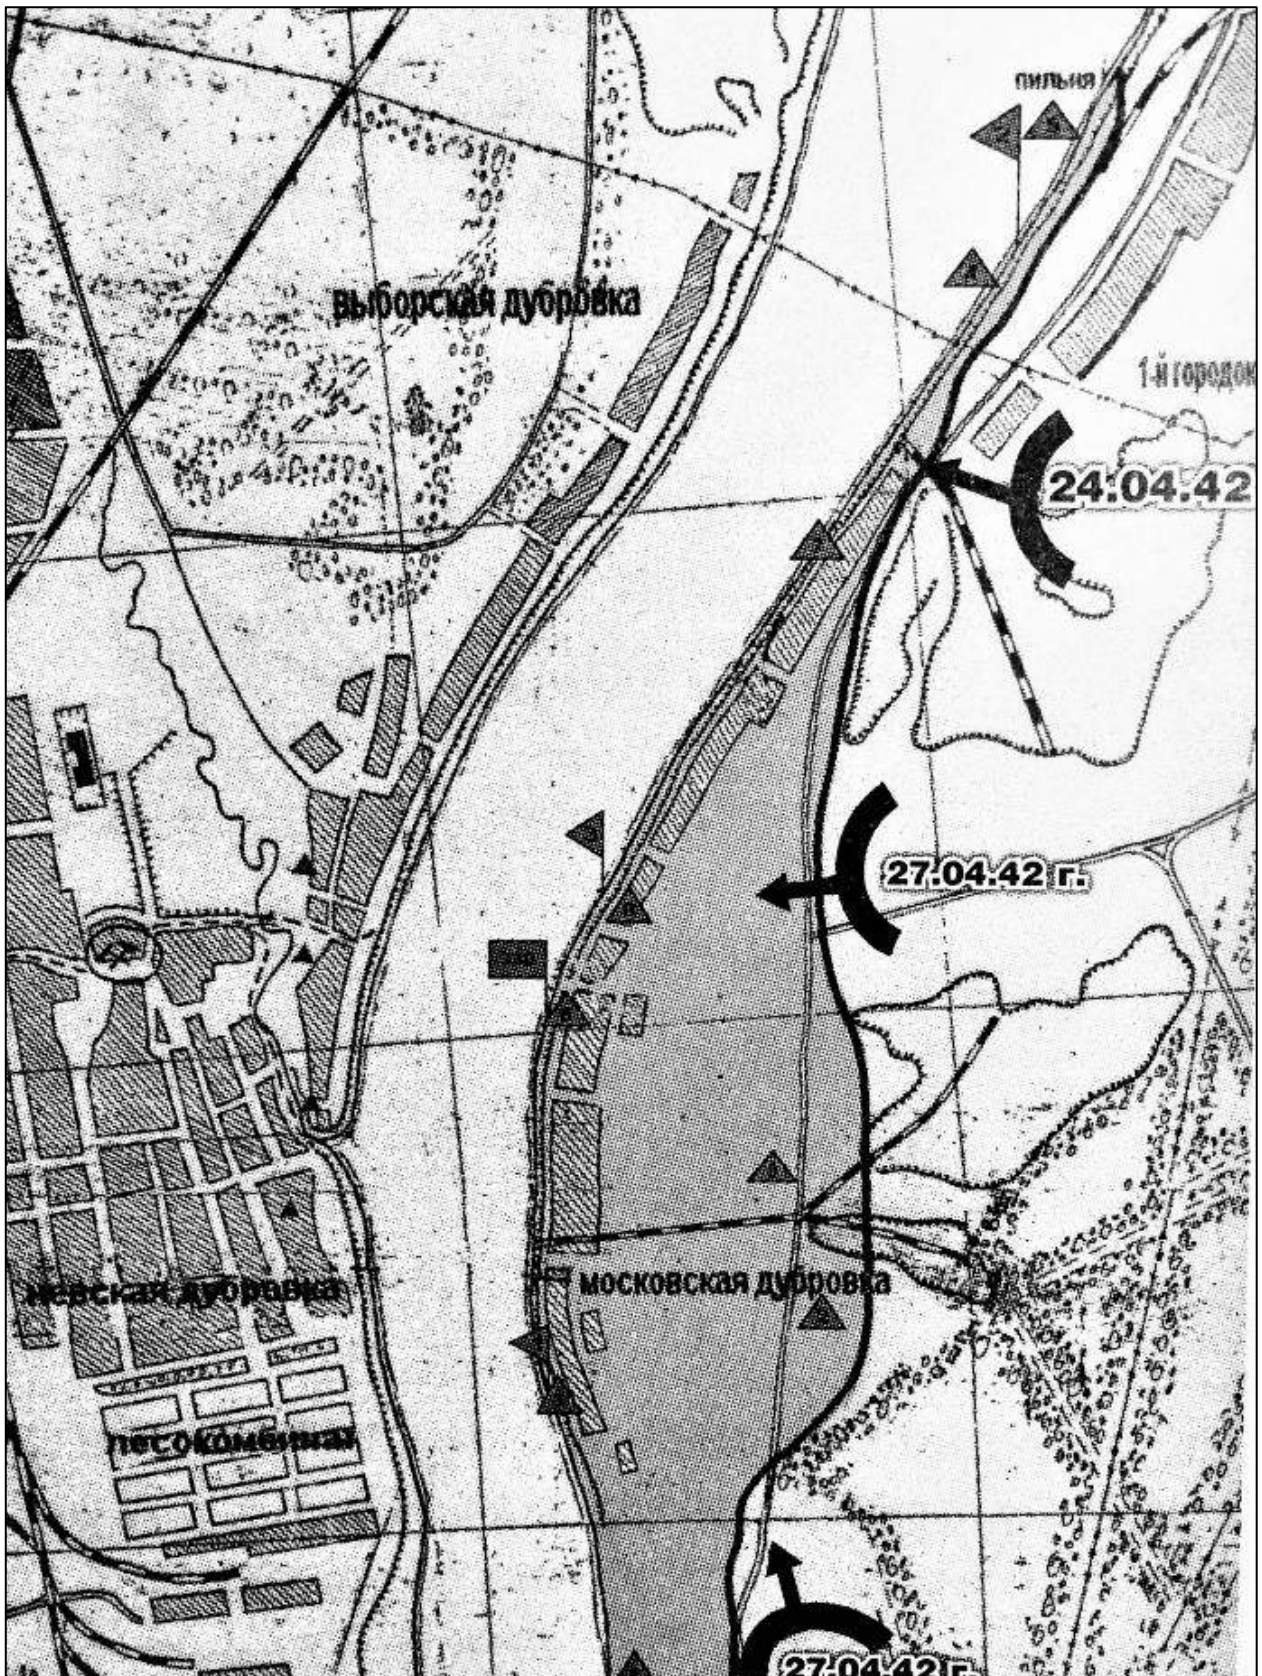 пильня
выборская дубровка
1-й городок
24.04.42
27.04.42 г.
невская дубровка
московская дубровка
лесокомбинат
27.04.42 г.